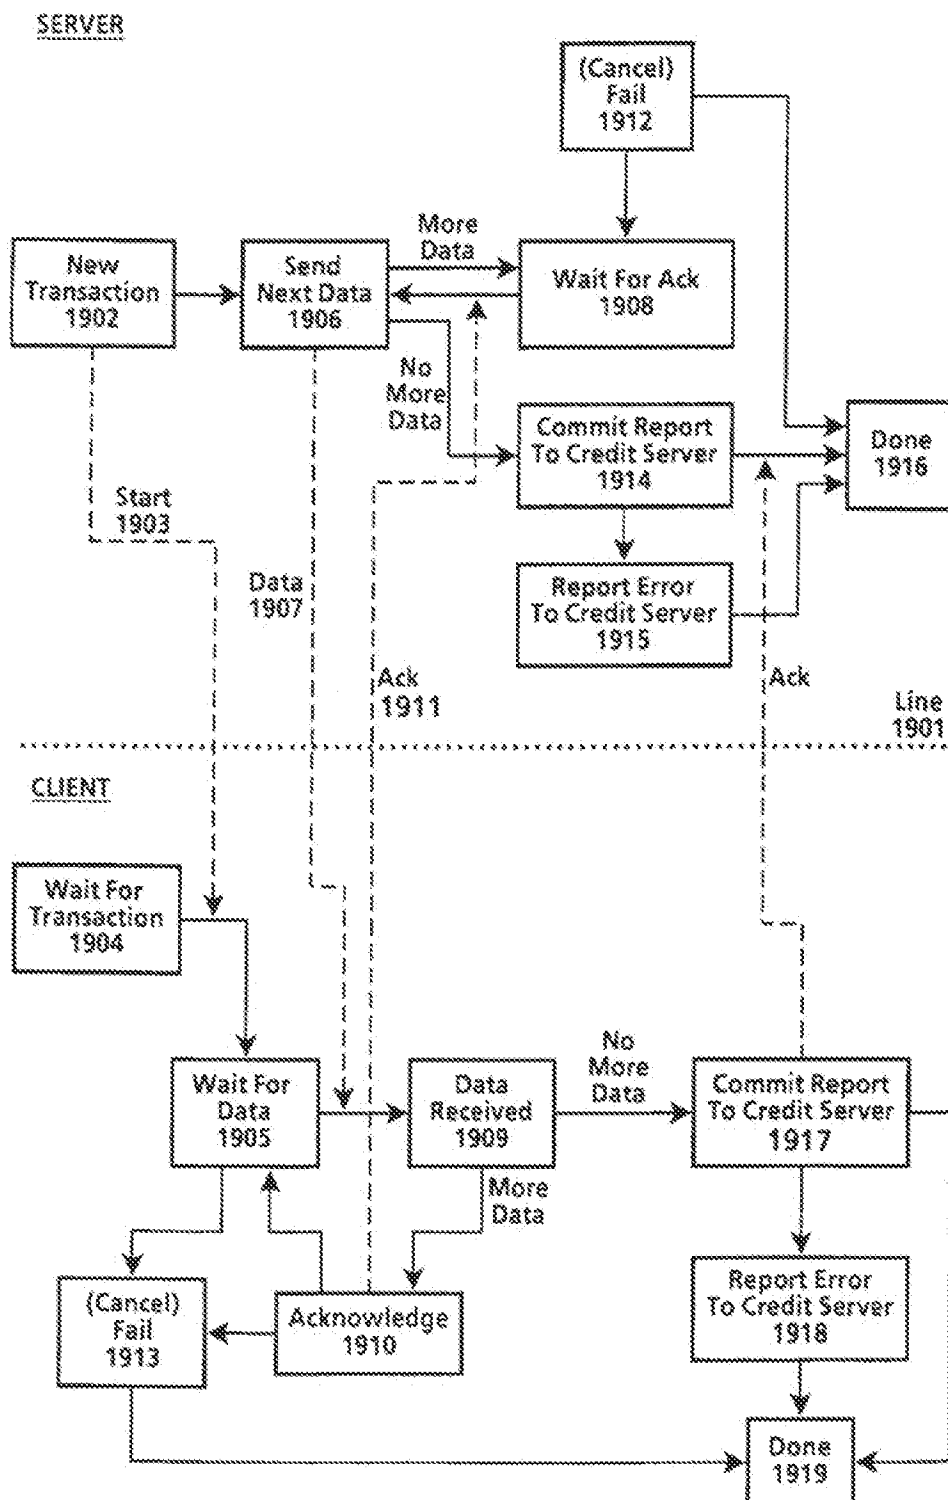 SERVER
(Cancel)
Fail
1912
More
Data
New
Transaction
1902
Send
Next Data
1906
Wait For Ack
1908
No
More
Data
Commit Report
To Credit Server
1914
Done
1916
Start
1903
Data
1907
Report Error
To Credit Server
1915
Ack
1911
Ack
Line
1901
CLIENT
Wait For
Transaction
1904
Wait For
Data
1905
Data
Received
1909
No
More
Data
Commit Report
To Credit Server
1917
More
Data
(Cancel)
Fail
1913
Acknowledge
1910
Report Error
To Credit Server
1918
Done
1919